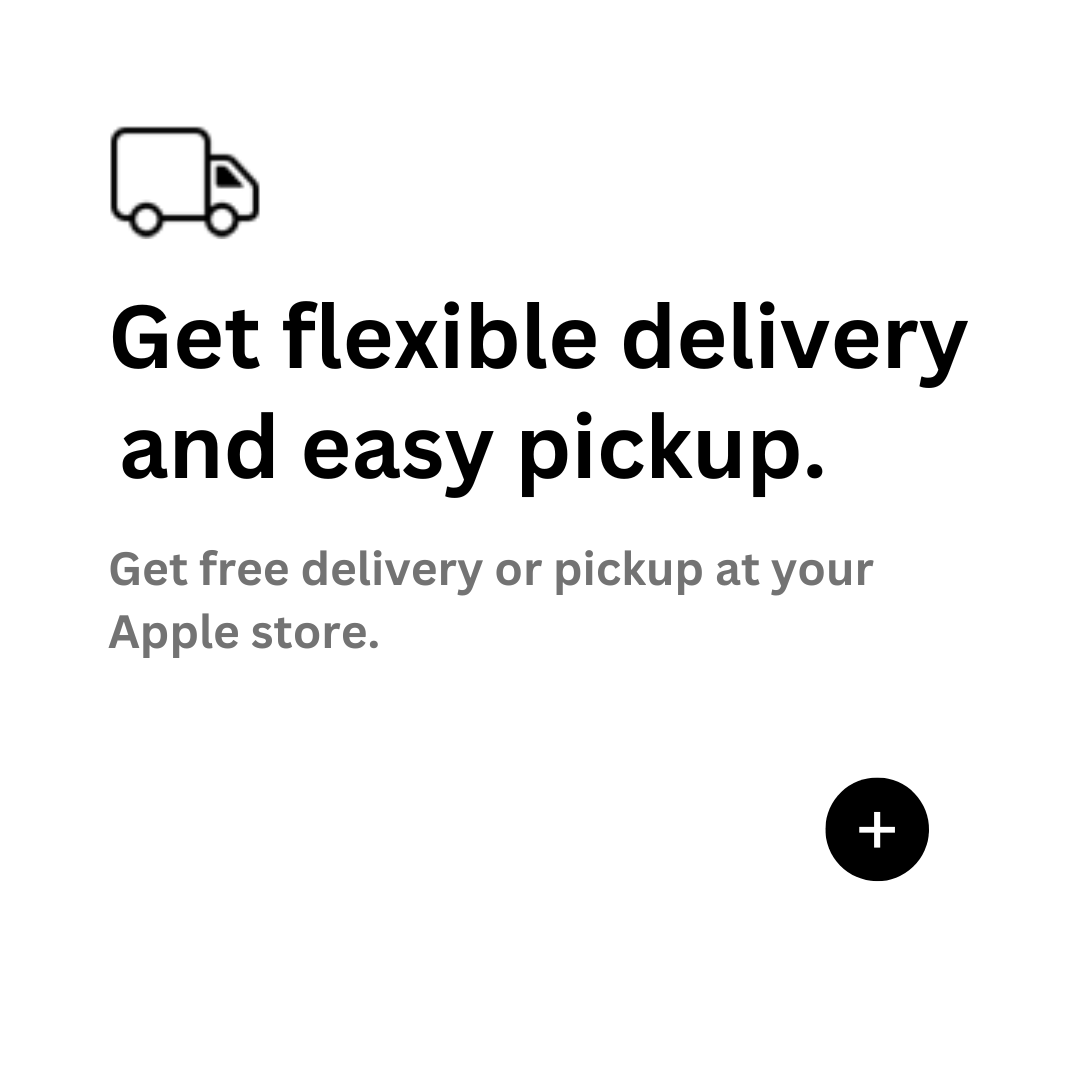 Get flexible delivery
and easy pickup.
Get free delivery or pickup at your
Apple store.
+